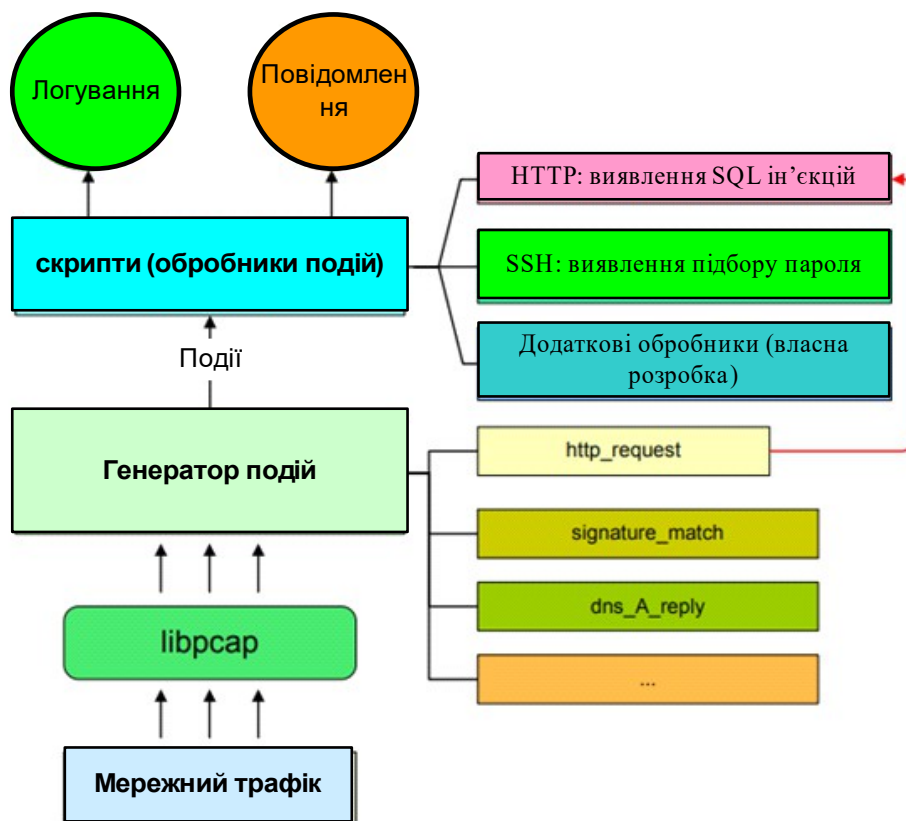 Логування
Повідомлен
ня
HTTP: виявлення SQL ін’єкцій
скрипти (обробники подій)
SSH: виявлення підбору пароля
Додаткові обробники (власна
розробка)
Події
Генератор подій
http_request
signature_match
dns_A_reply
...
libpcap
Мережний трафік